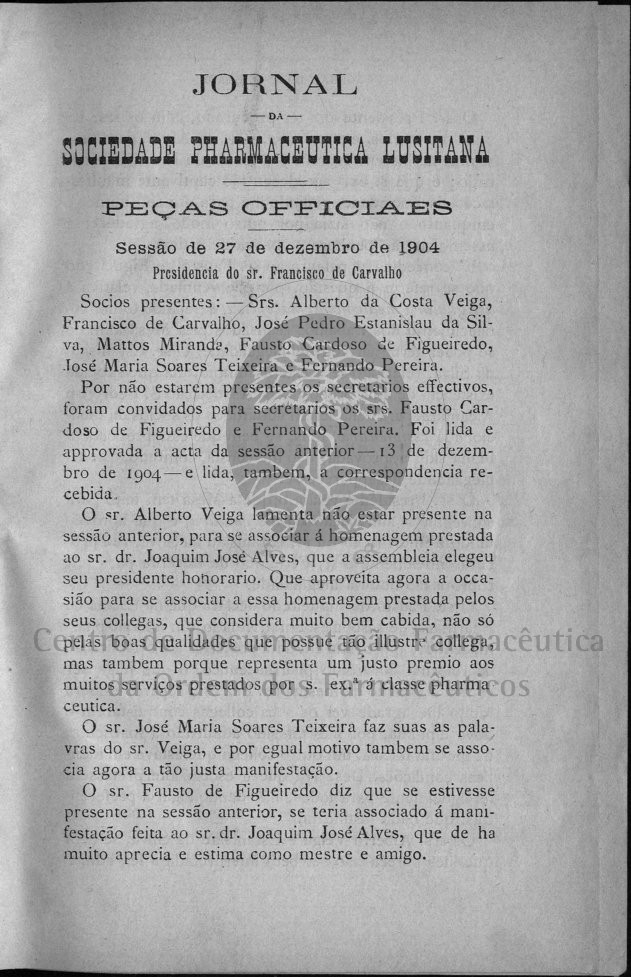 JORNAL
— DA —
SOCIEDADE PHARMACEUTICA LUSITANA
PEÇAS OFFICIAES
Sessão de 27 de dezembro de 1904
Presidencia do sr. Francisco de Carvalho
Socios presentes: — Srs. Alberto da Costa Veiga,
Francisco de Carvalho, José Pedro Estanislau da Sil-
va, Mattos Miranda, Fausto Cardoso de Figueiredo,
José Maria Soares Teixeira e Fernando Pereira.
Por não estarem presentes os secretarios effectivos,
foram convidados para secretarios os srs. Fausto Car-
doso de Figueiredo e Fernando Pereira. Foi lida e
approvada a acta da sessão anterior — 13 de dezem-
bro de 1904 — e lida, tambem, a correspondencia re-
cebida.
O sr. Alberto Veiga lamenta não estar presente na
sessão anterior, para se associar á homenagem prestada
ao sr. dr. Joaquim José Alves, que a assembleia elegeu
seu presidente honorario. Que aproveita agora a occa-
sião para se associar a essa homenagem prestada pelos
seus collegas, que considera muito bem cabida, não só
pelas boas qualidades que possue tão illustr- collega,
mas tambem porque representa um justo premio aos
muitos serviços prestados por s. ex.ª á classe pharma
ceutica.
O sr. José Maria Soares Teixeira faz suas as pala-
vras do sr. Veiga, e por egual motivo tambem se asso-
cia agora a tão justa manifestação.
O sr. Fausto de Figueiredo diz que se estivesse
presente na sessão anterior, se teria associado á mani-
festação feita ao sr. dr. Joaquim José Alves, que de ha
muito aprecia e estima como mestre e amigo.
Centro de Documentação Farmacêutica
da Ordem dos Farmacêuticos